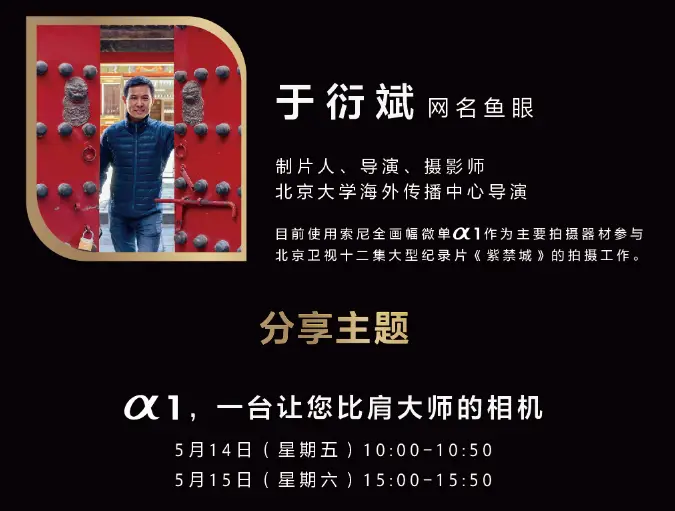 于衍斌 网名鱼眼
制片人、导演、摄影师
北京大学海外传播中心导演
目前使用索尼全画幅微单α1作为主要拍摄器材参与
北京卫视十二集大型纪录片《紫禁城》的拍摄工作。
分享主题
α1，一台让您比肩大师的相机
5月14日（星期五）10:00-10:50
5月15日（星期六）15:00-15:50